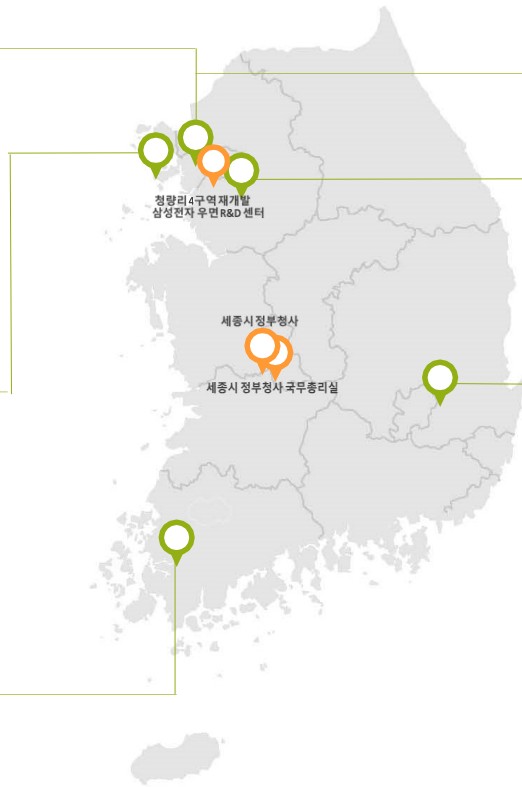 청량리 4구역 재개발
삼성전자 우면 R&D 센터
세종시 정부청사
세종시 정부청사 국무총리실